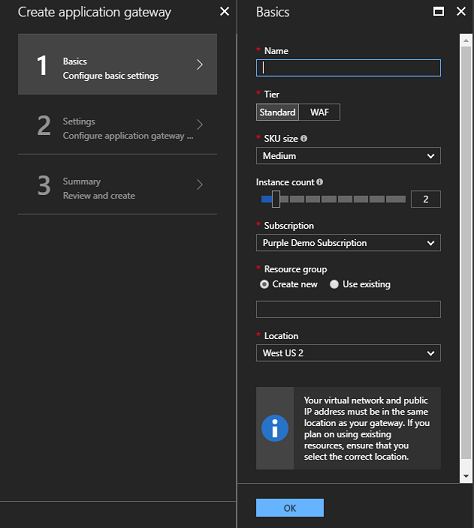 Create application gateway
1
Basics
Configure basic settings
2
Settings
Configure application gateway ...
3
Summary
Review and create
Basics
* Name
* Tier
Standard WAF
* SKU size
Medium
Instance count
2
* Subscription
Purple Demo Subscription
* Resource group
Create new Use existing
* Location
West US 2
Your virtual network and public
IP address must be in the same
location as your gateway. If you
plan on using existing
resources, ensure that you
select the correct location.
OK